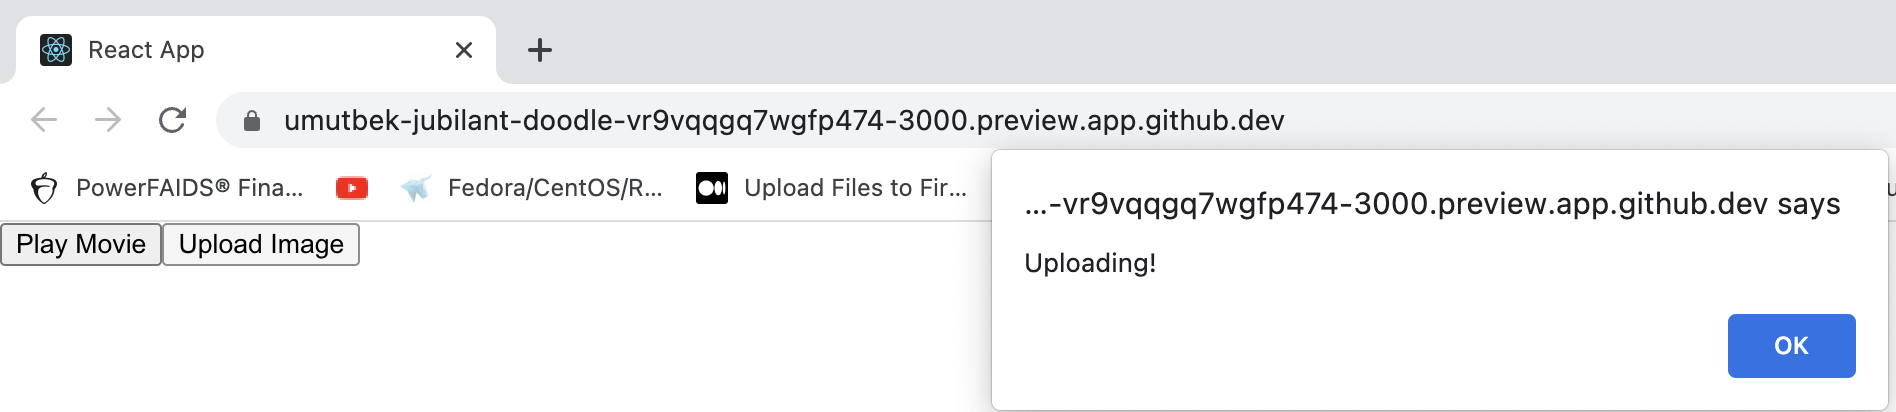 React App
umutbek-jubilant-doodle-vr9vqqgq7wgfp474-3000.preview.app.github.dev
PowerFAIDS® Fina... Fedora/CentOS/R... Upload Files to Fir...
...-vr9vqqgq7wgfp474-3000.preview.app.github.dev says
Play Movie Upload Image
Uploading!
OK